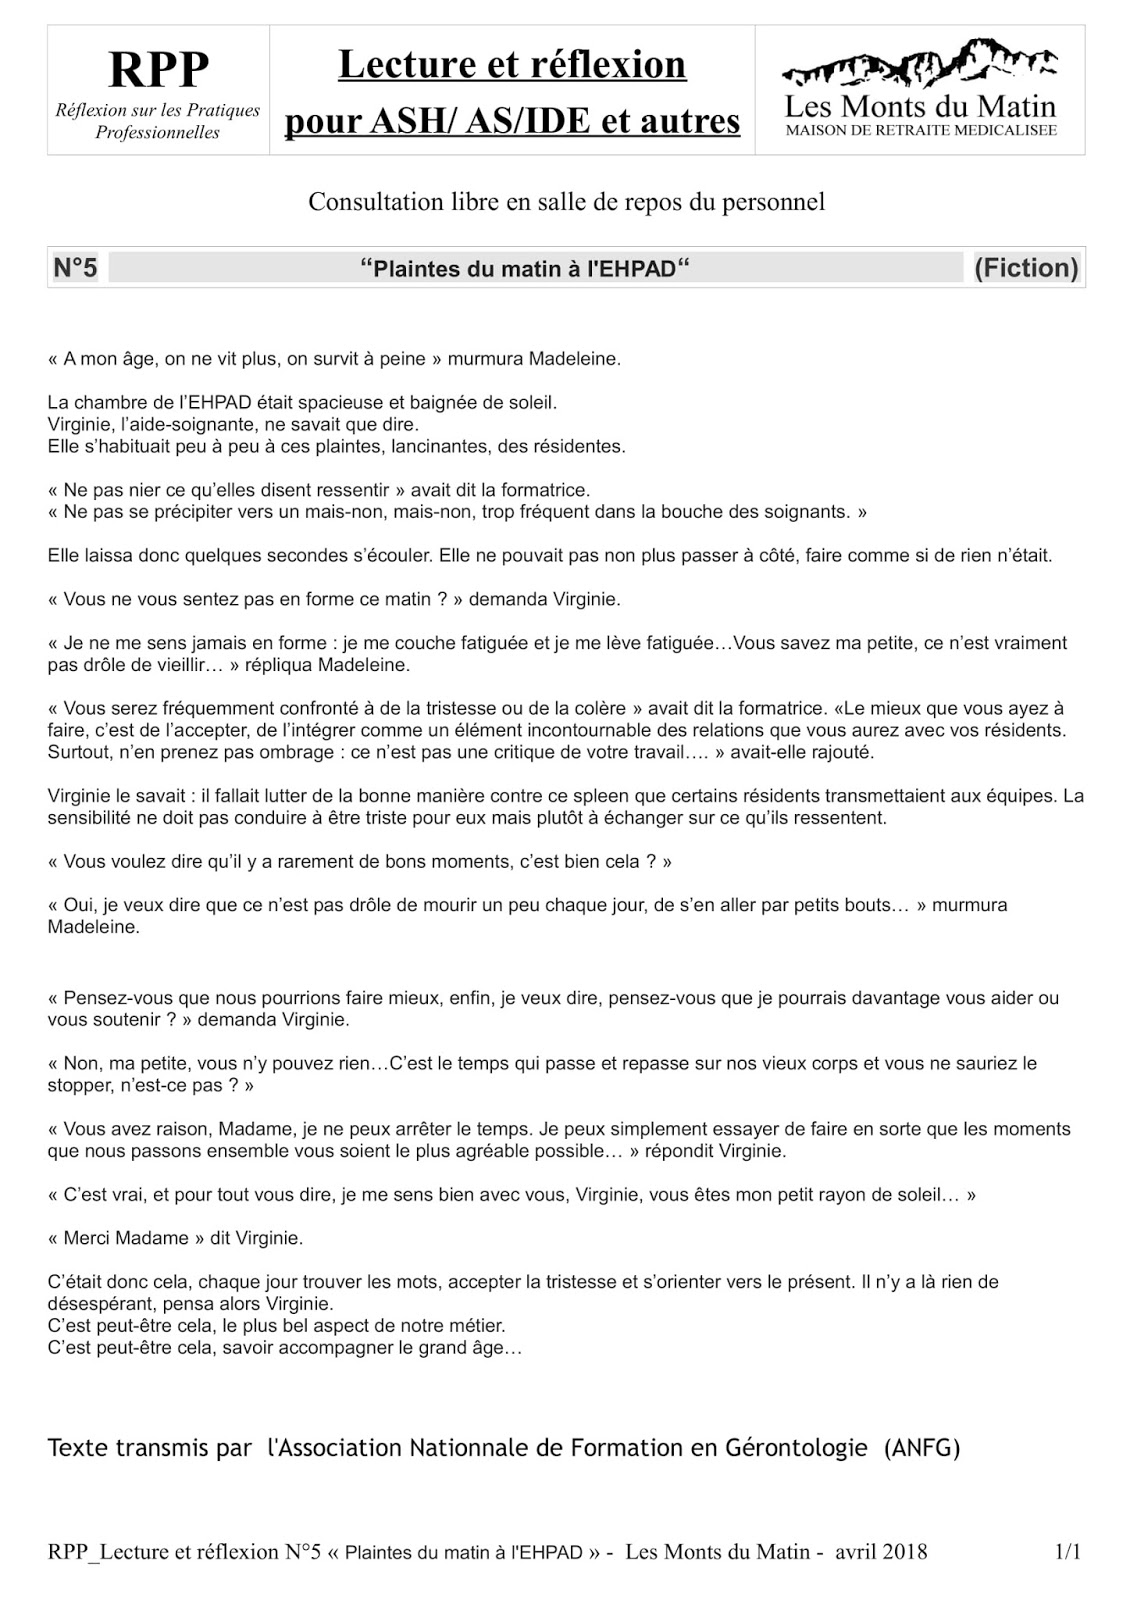 RPP
Réflexion sur les Pratiques
Professionnelles
Lecture et réflexion
pour ASH/ AS/IDE et autres
Les Monts du Matin
MAISON DE RETRAITE MEDICALISEE
Consultation libre en salle de repos du personnel
N°5 “Plaintes du matin à l'EHPAD“ (Fiction)
« A mon âge, on ne vit plus, on survit à peine » murmura Madeleine.
La chambre de l’EHPAD était spacieuse et baignée de soleil.
Virginie, l’aide-soignante, ne savait que dire.
Elle s’habituait peu à peu à ces plaintes, lancinantes, des résidentes.
« Ne pas nier ce qu’elles disent ressentir » avait dit la formatrice.
« Ne pas se précipiter vers un mais-non, mais-non, trop fréquent dans la bouche des soignants. »
Elle laissa donc quelques secondes s’écouler. Elle ne pouvait pas non plus passer à côté, faire comme si de rien n’était.
« Vous ne vous sentez pas en forme ce matin ? » demanda Virginie.
« Je ne me sens jamais en forme : je me couche fatiguée et je me lève fatiguée…Vous savez ma petite, ce n’est vraiment
pas drôle de vieillir… » répliqua Madeleine.
« Vous serez fréquemment confronté à de la tristesse ou de la colère » avait dit la formatrice. «Le mieux que vous ayez à
faire, c’est de l’accepter, de l’intégrer comme un élément incontournable des relations que vous aurez avec vos résidents.
Surtout, n’en prenez pas ombrage : ce n’est pas une critique de votre travail…. » avait-elle rajouté.
Virginie le savait : il fallait lutter de la bonne manière contre ce spleen que certains résidents transmettaient aux équipes. La
sensibilité ne doit pas conduire à être triste pour eux mais plutôt à échanger sur ce qu’ils ressentent.
« Vous voulez dire qu’il y a rarement de bons moments, c’est bien cela ? »
« Oui, je veux dire que ce n’est pas drôle de mourir un peu chaque jour, de s’en aller par petits bouts… » murmura
Madeleine.
« Pensez-vous que nous pourrions faire mieux, enfin, je veux dire, pensez-vous que je pourrais davantage vous aider ou
vous soutenir ? » demanda Virginie.
« Non, ma petite, vous n’y pouvez rien…C’est le temps qui passe et repasse sur nos vieux corps et vous ne sauriez le
stopper, n’est-ce pas ? »
« Vous avez raison, Madame, je ne peux arrêter le temps. Je peux simplement essayer de faire en sorte que les moments
que nous passons ensemble vous soient le plus agréable possible… » répondit Virginie.
« C’est vrai, et pour tout vous dire, je me sens bien avec vous, Virginie, vous êtes mon petit rayon de soleil… »
« Merci Madame » dit Virginie.
C’était donc cela, chaque jour trouver les mots, accepter la tristesse et s’orienter vers le présent. Il n’y a là rien de
désespérant, pensa alors Virginie.
C’est peut-être cela, le plus bel aspect de notre métier.
C’est peut-être cela, savoir accompagner le grand âge…
Texte transmis par l'Association Nationnale de Formation en Gérontologie (ANFG)
RPP_Lecture et réflexion N°5 « Plaintes du matin à l'EHPAD » - Les Monts du Matin - avril 2018 1/1